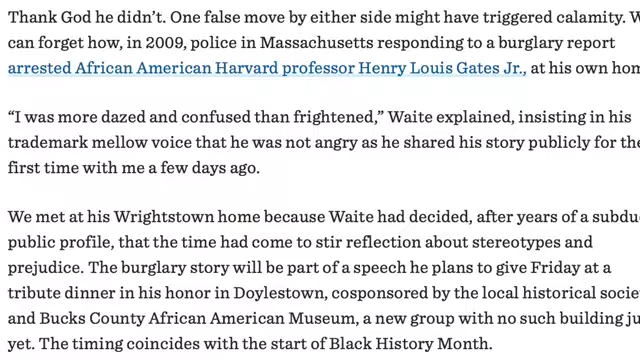 Thank God he didn’t. One false move by either side might have triggered calamity.
can forget how, in 2009, police in Massachusetts responding to a burglary report
arrested African American Harvard professor Henry Louis Gates Jr., at his own
“I was more dazed and confused than frightened,” Waite explained, insisting in his
trademark mellow voice that he was not angry as he shared his story publicly for
first time with me a few days ago.
We met at his Wrightstown home because Waite had decided, after years of a
public profile, that the time had come to stir reflection about stereotypes and
prejudice. The burglary story will be part of a speech he plans to give Friday at a
tribute dinner in his honor in Doylestown, cosponsored by the local historical
and Bucks County African American Museum, a new group with no such building
yet. The timing coincides with the start of Black History Month.